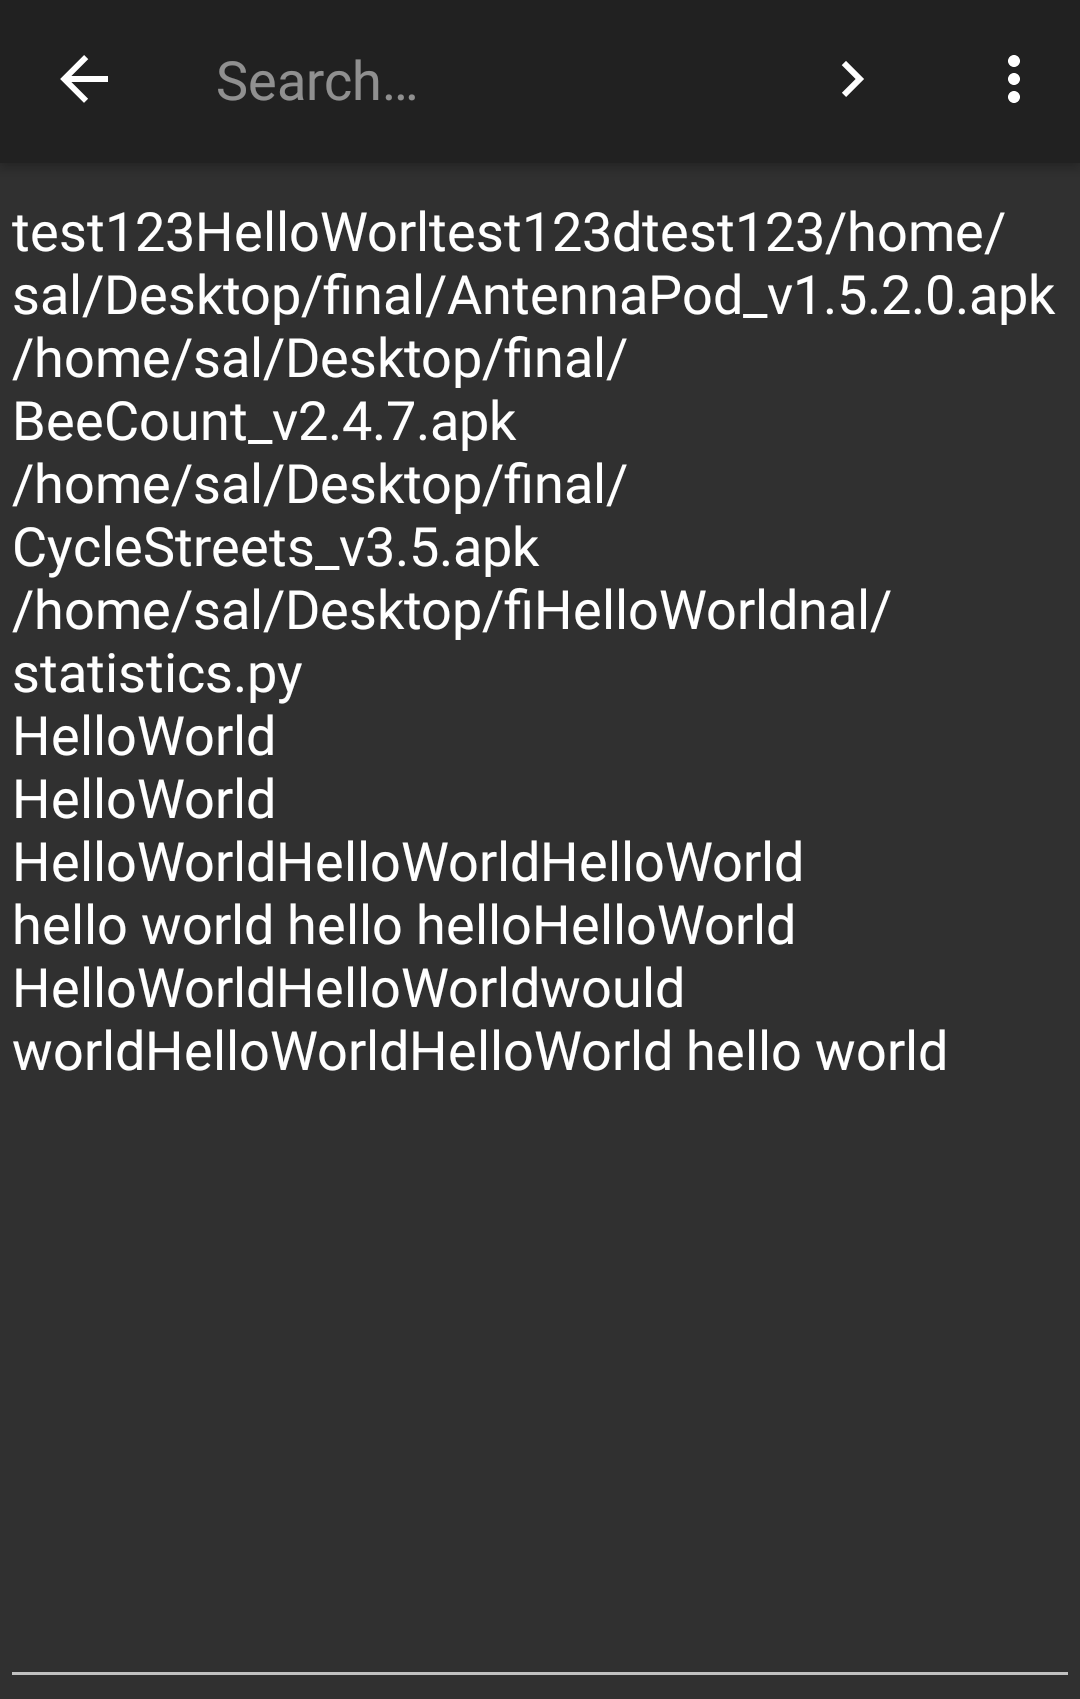 Search...
test123HelloWorltest123dtest123/home/
sal/Desktop/final/AntennaPod_v1.5.2.0.apk
/home/sal/Desktop/final/
BeeCount_v2.4.7.apk
/home/sal/Desktop/final/
CycleStreets_v3.5.apk
/home/sal/Desktop/fiHelloWorldnal/
statistics.py
HelloWorld
HelloWorld
HelloWorldHelloWorldHelloWorld
hello world hello helloHelloWorld
HelloWorldHelloWorldwould
worldHelloWorldHelloWorld hello world